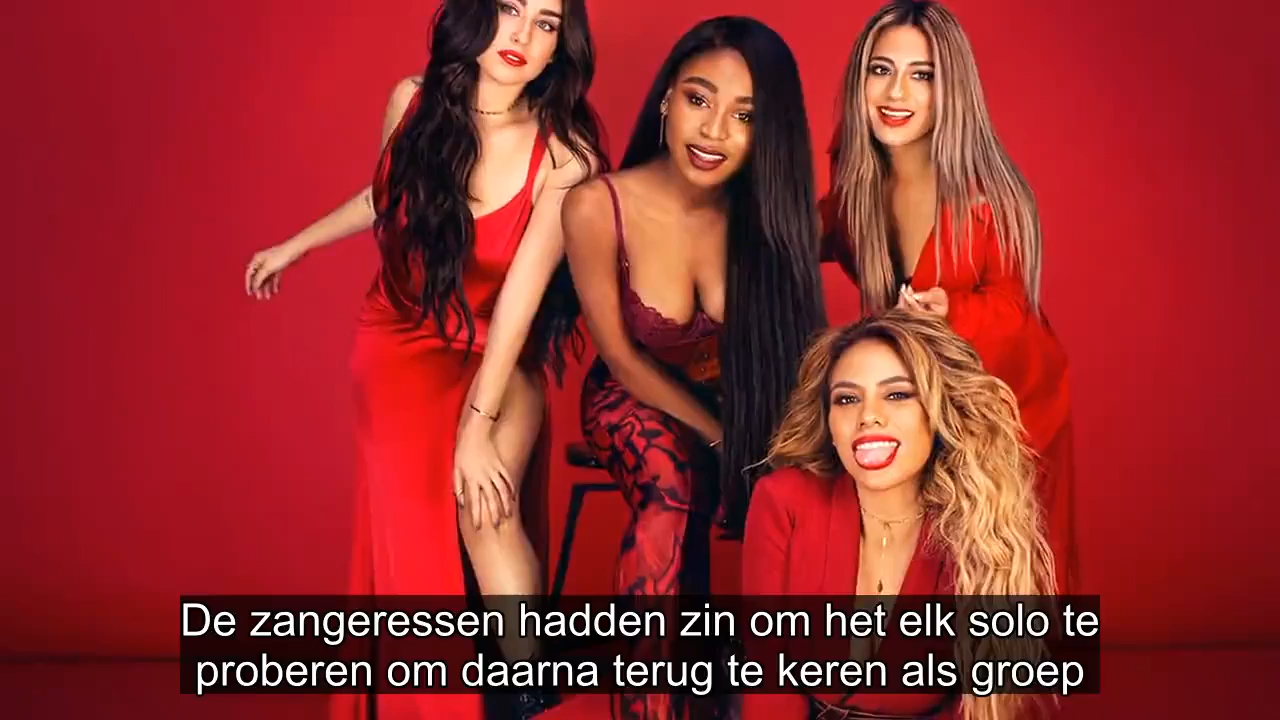 De zangeressen hadden zin om het elk solo te
proberen om daarna terug te keren als groep